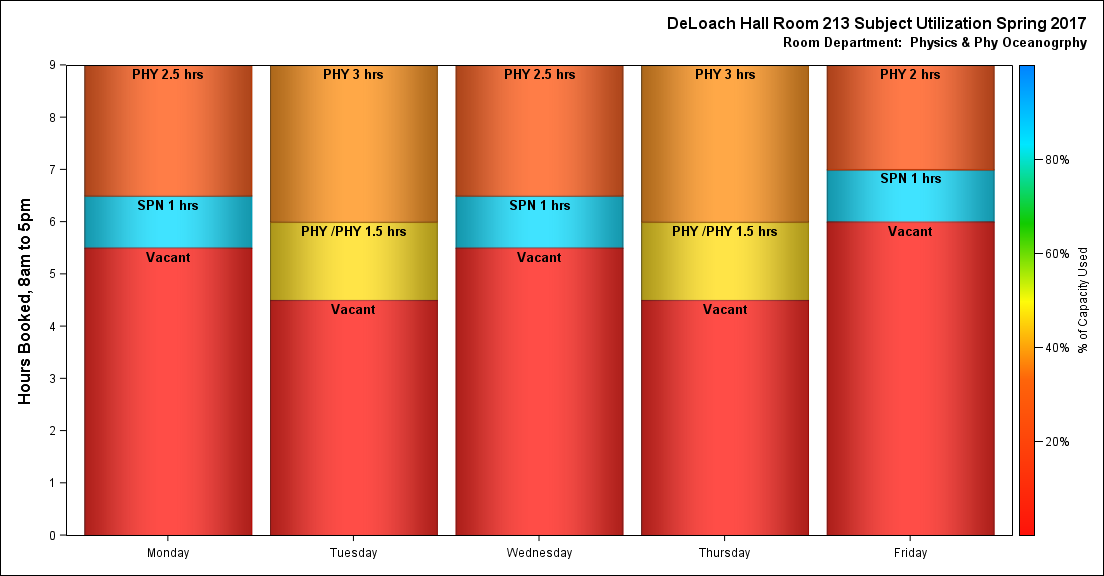 DeLoach Hall Room 213 Subject Utilization Spring 2017
Room Department:  Physics & Phy Oceanogrphy
Hours Booked, 8am to 5pm
9
8
7
6
5
4
3
2
1
0
PHY 2.5 hrs
SPN 1 hrs
Vacant
Monday
PHY 3 hrs
PHY /PHY 1.5 hrs
Vacant
Tuesday
PHY 2.5 hrs
SPN 1 hrs
Vacant
Wednesday
PHY 3 hrs
PHY /PHY 1.5 hrs
Vacant
Thursday
PHY 2 hrs
SPN 1 hrs
Vacant
Friday
80%
60%
40%
20%
% of Capacity Used